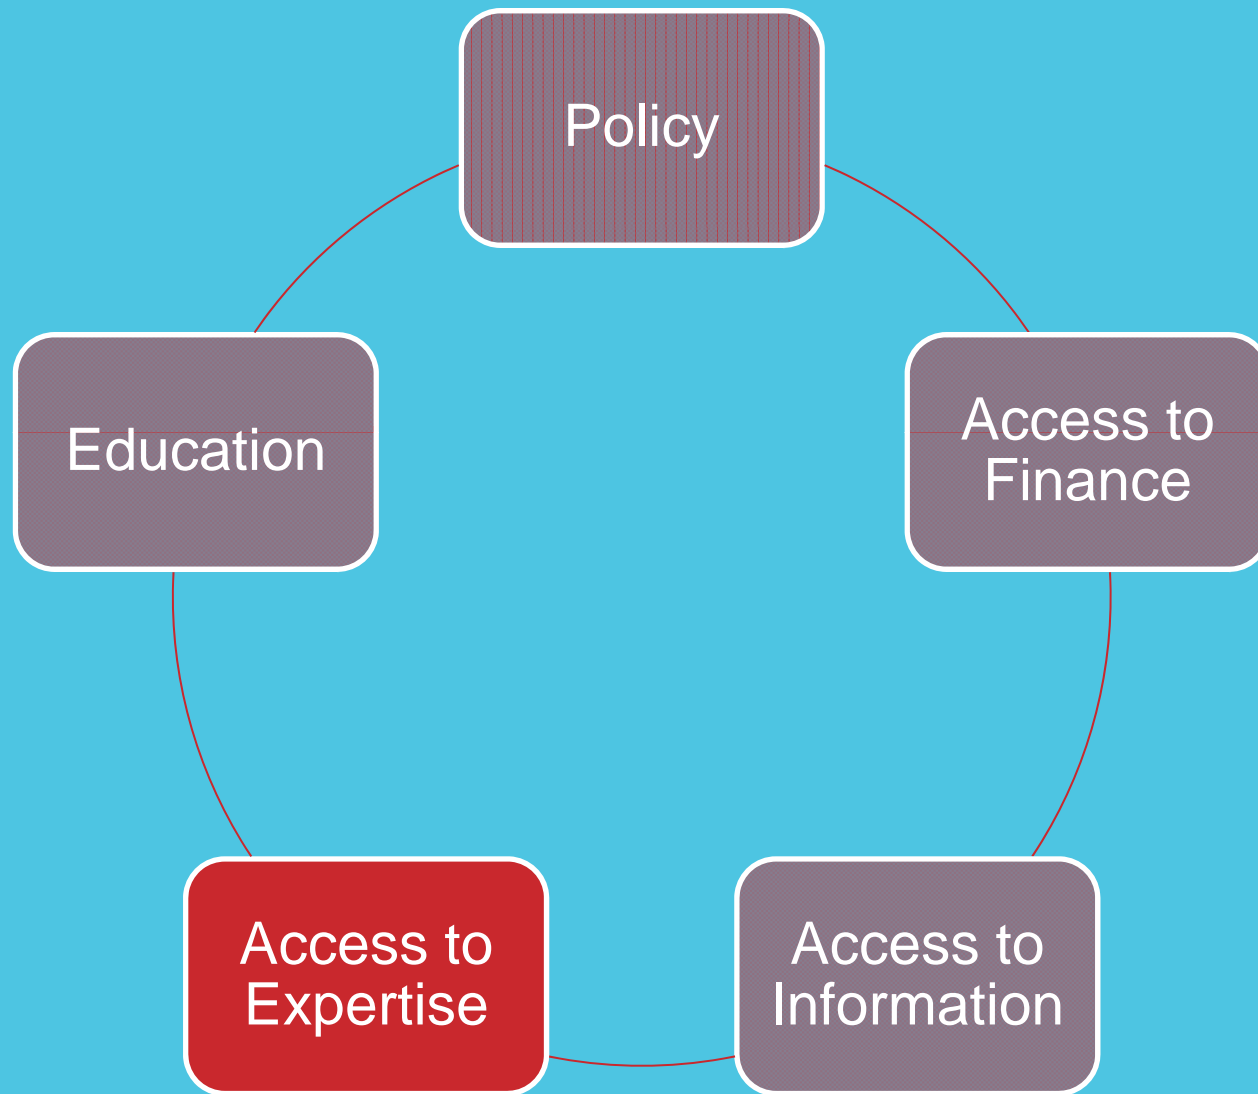 Policy
Education
Access to
Finance
Access to
Expertise
Access to
Information